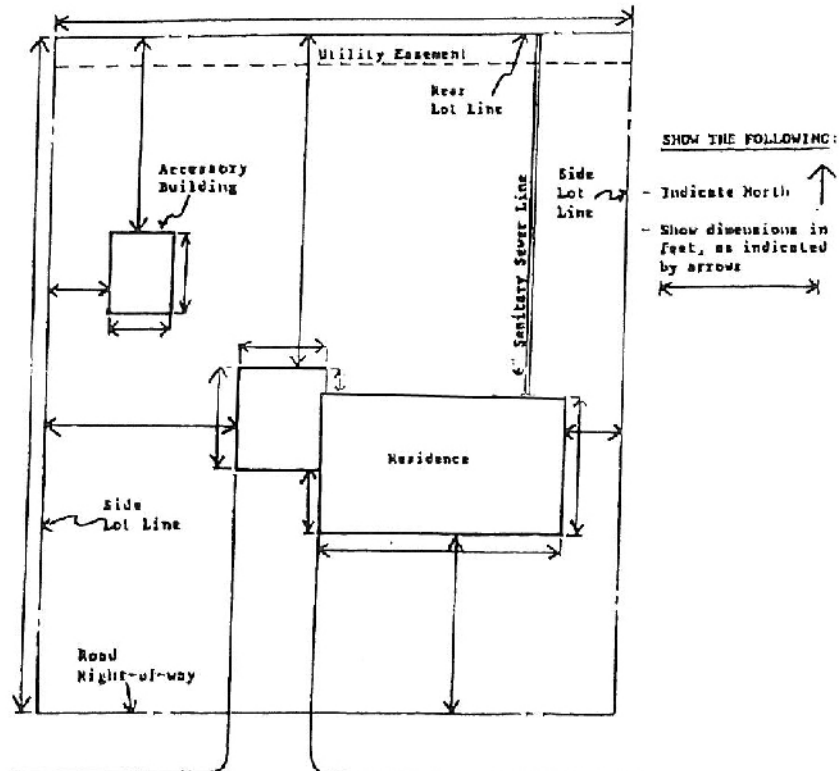 Utility Easement
Rear
Lot Line
Accessory
Building
Side
Lot
Line
SHOW THE FOLLOWING:
- Indicate North
- Show dimensions in
feet, as indicated
by arrows
6" Sanitary Sewer Line
Residence
Side
Lot Line
Road
Right-of-way